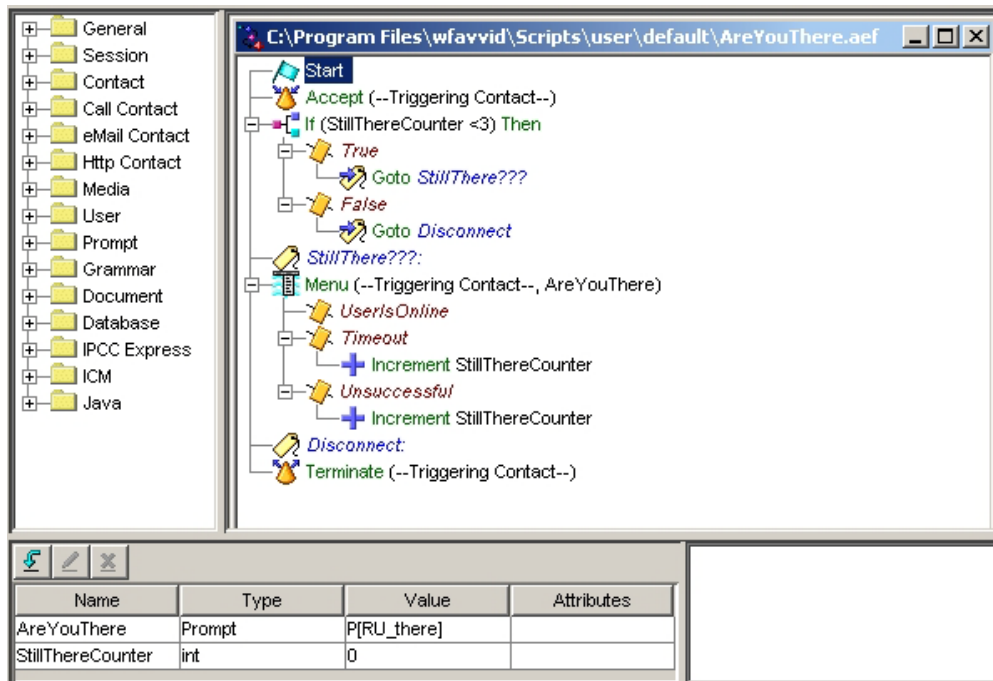 General
Session
Contact
Call Contact
eMail Contact
Http Contact
Media
User
Prompt
Grammar
Document
Database
IPCC Express
ICM
Java
C:\Program Files\wfavvid\Scripts\user\default\AreYouThere.aef
Start
Accept (--Triggering Contact--)
If (StillThereCounter <3) Then
True
Goto StillThere???
False
Goto Disconnect
StillThere???:
Menu (--Triggering Contact--, AreYouThere)
UserIsOnline
Timeout
Increment StillThereCounter
Unsuccessful
Increment StillThereCounter
Disconnect:
Terminate (--Triggering Contact--)
Name Type Value Attributes
AreYouThere Prompt P[RU_there]
StillThereCounter int 0